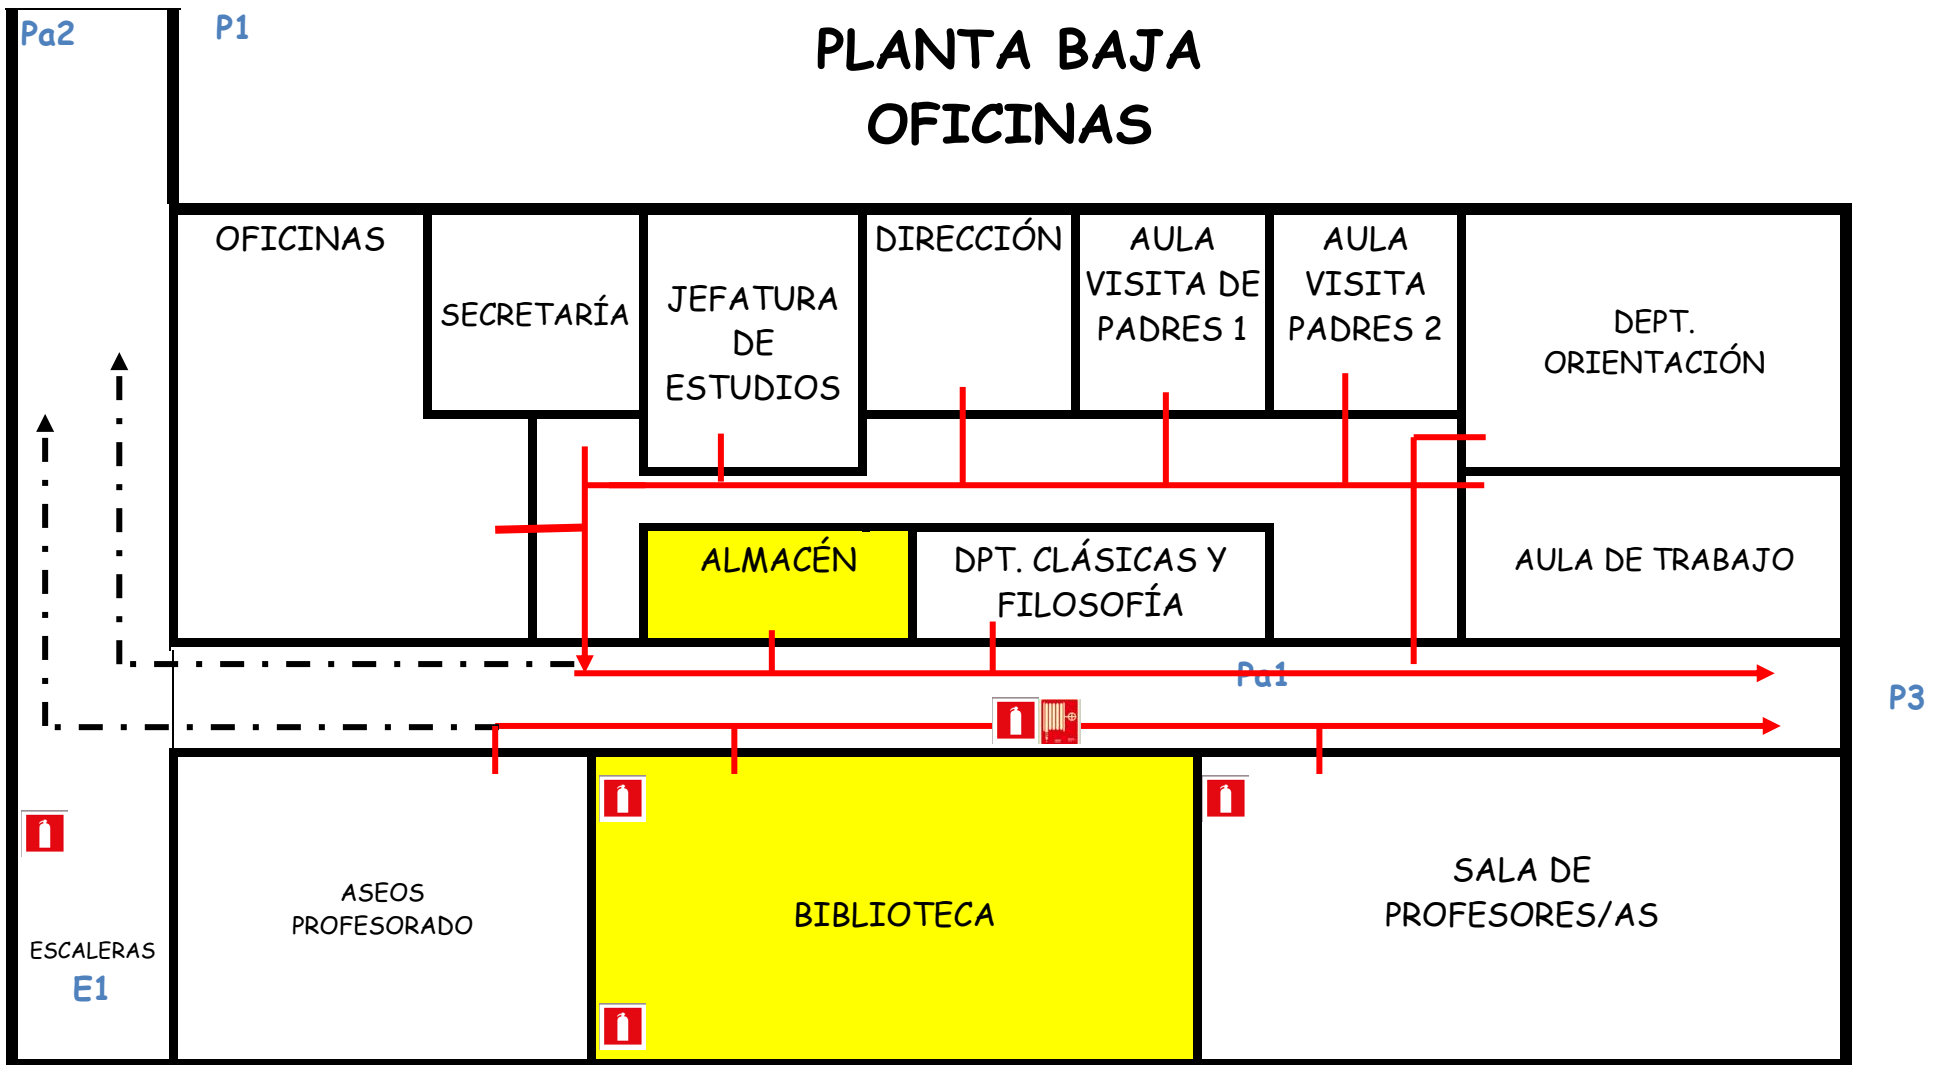 Pa2
P1
PLANTA BAJA
OFICINAS
OFICINAS
SECRETARÍA
JEFATURA
DE
ESTUDIOS
DIRECCIÓN
AULA
VISITA DE
PADRES 1
AULA
VISITA
PADRES 2
DEPT.
ORIENTACIÓN
ALMACÉN
DPT. CLÁSICAS Y
FILOSOFÍA
AULA DE TRABAJO
Pa1
P3
ASEOS
PROFESORADO
BIBLIOTECA
SALA DE
PROFESORES/AS
ESCALERAS
E1